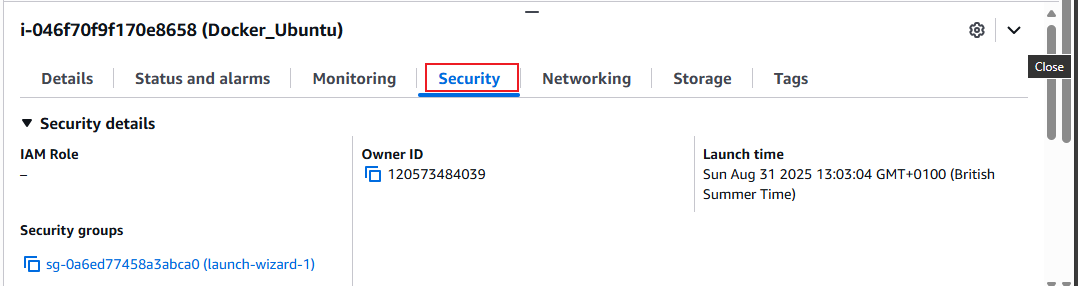 i-046f70f9f170e8658 (Docker_Ubuntu)
Close
Details Status and alarms Monitoring Security Networking Storage Tags
Security details
IAM Role
–
Owner ID
120573484039
Launch time
Sun Aug 31 2025 13:03:04 GMT+0100 (British
Summer Time)
Security groups
sg-0a6ed77458a3abca0 (launch-wizard-1)